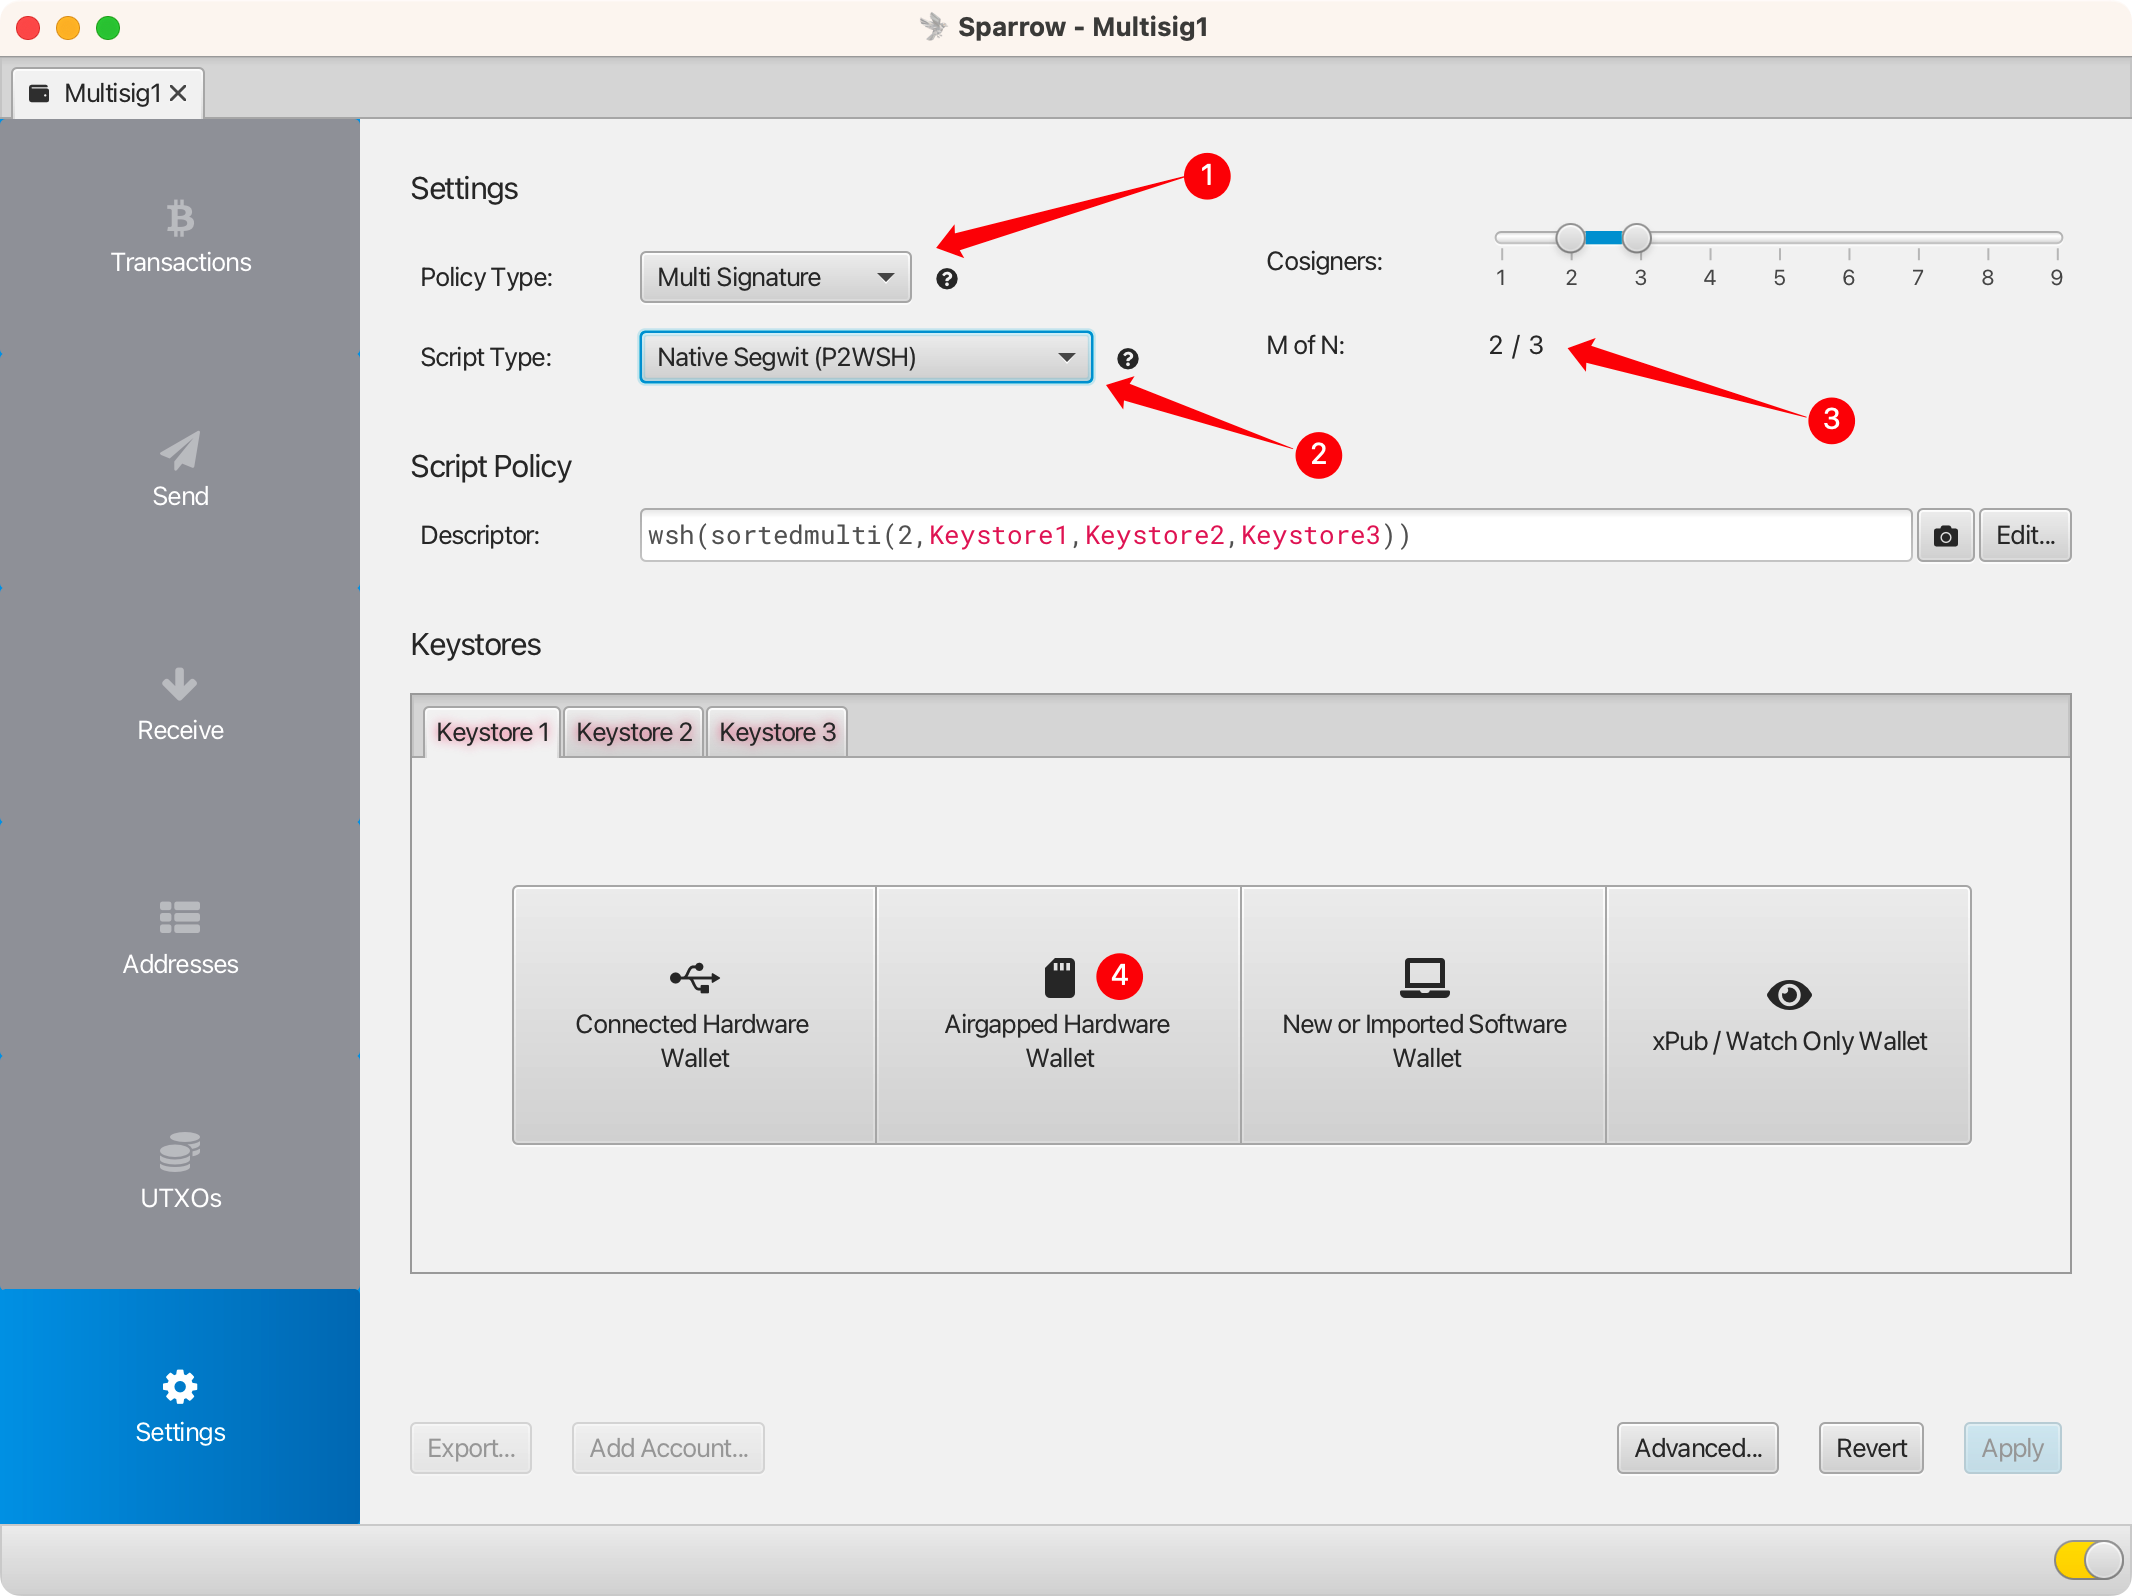 Sparrow - Multisig1
Multisig1
Transactions
Send
Receive
Addresses
UTXOs
Settings
Settings
1
Policy Type:
Multi Signature
Script Type:
Native Segwit (P2WSH)
2
Cosigners:
1 2 3 4 5 6 7 8 9
M of N:
2 / 3
3
Script Policy
Descriptor:
wsh(sortedmulti(2,Keystore1,Keystore2,Keystore3))
Edit...
Keystores
Keystore 1
Keystore 2
Keystore 3
Connected Hardware
Wallet
4
Airgapped Hardware
Wallet
New or Imported Software
Wallet
xPub / Watch Only Wallet
Export...
Add Account...
Advanced...
Revert
Apply